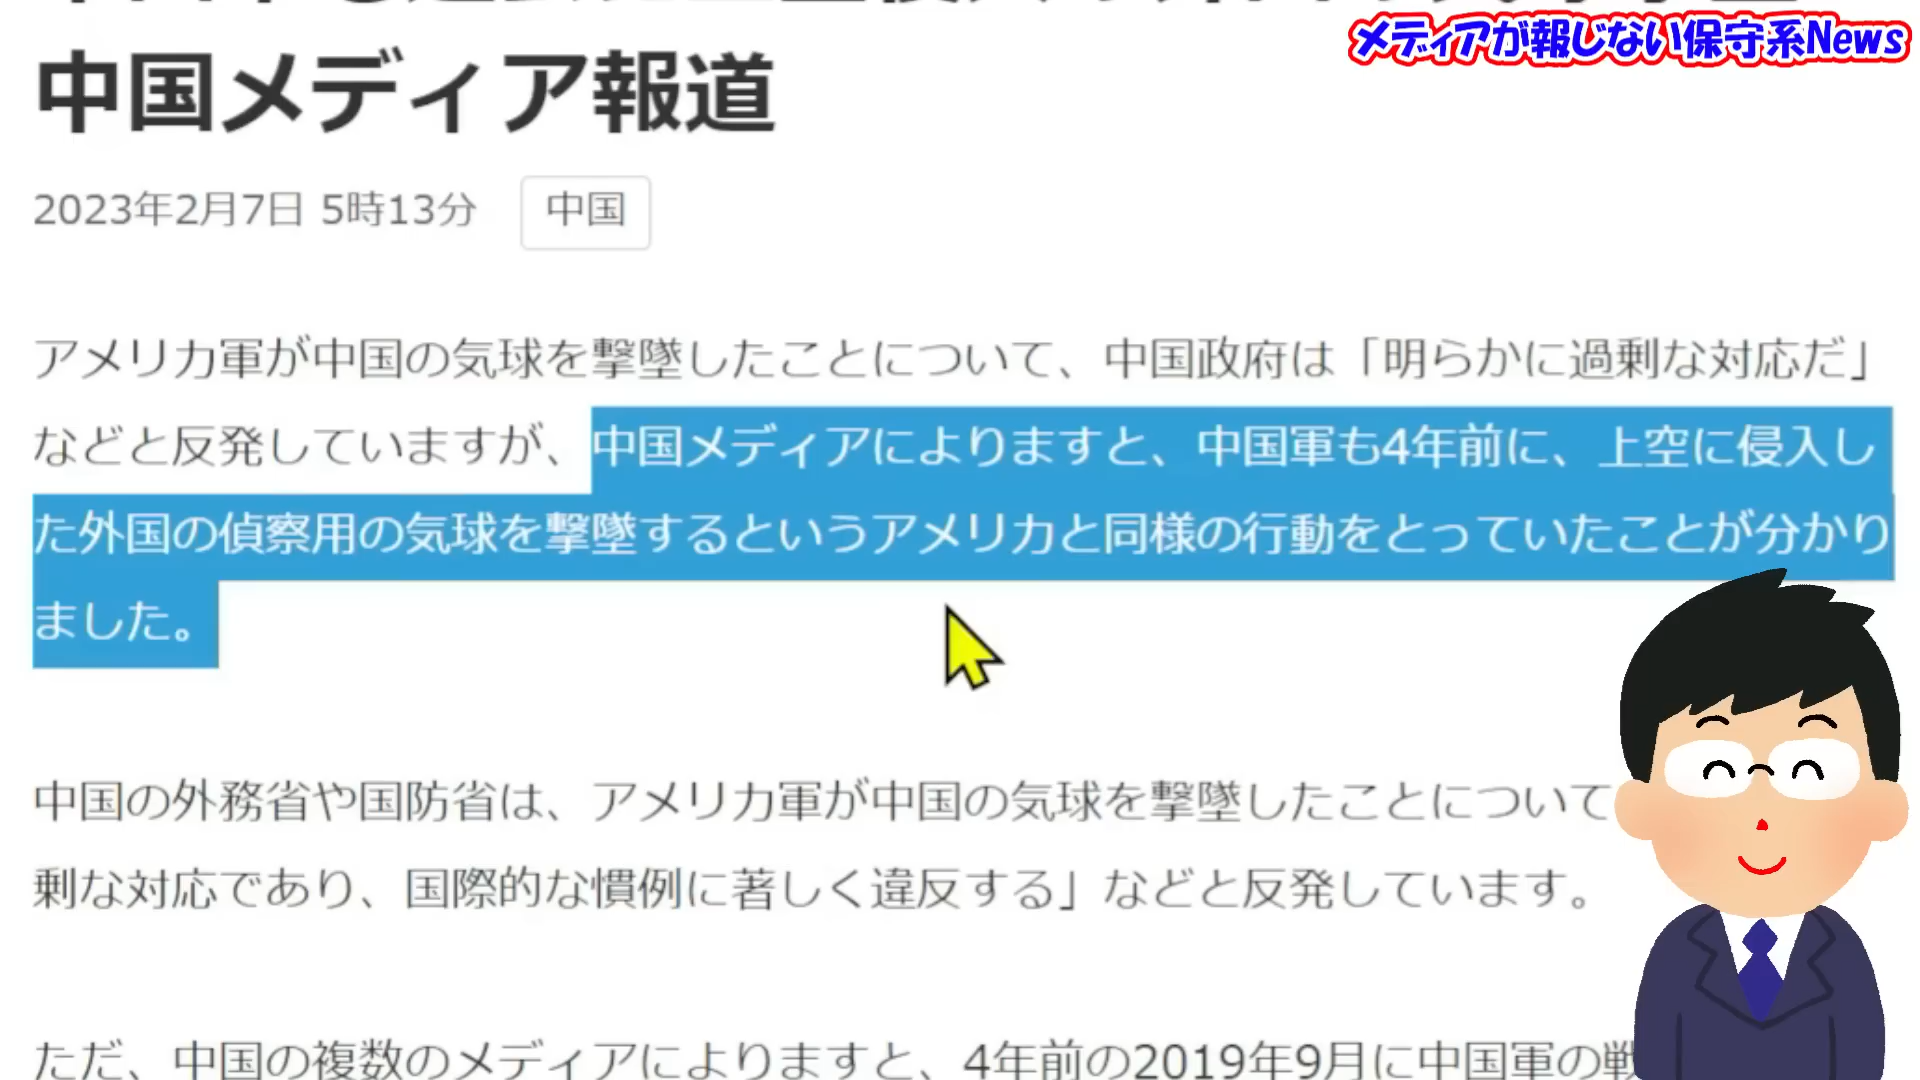 メディアが報じない保守系News
中国メディア報道
2023年2月7日 5時13分 中国
アメリカ軍が中国の気球を撃墜したことについて、中国政府は「明らかに過剰な対応だ」
などと反発していますが、中国メディアによりますと、中国軍も4年前に、上空に侵入し
た外国の偵察用の気球を撃墜するというアメリカと同様の行動をとっていたことが分かり
ました。
中国の外務省や国防省は、アメリカ軍が中国の気球を撃墜したことについて
剰な対応であり、国際的な慣例に著しく違反する」などと反発しています。
ただ、中国の複数のメディアによりますと、4年前の2019年9月に中国軍の戦